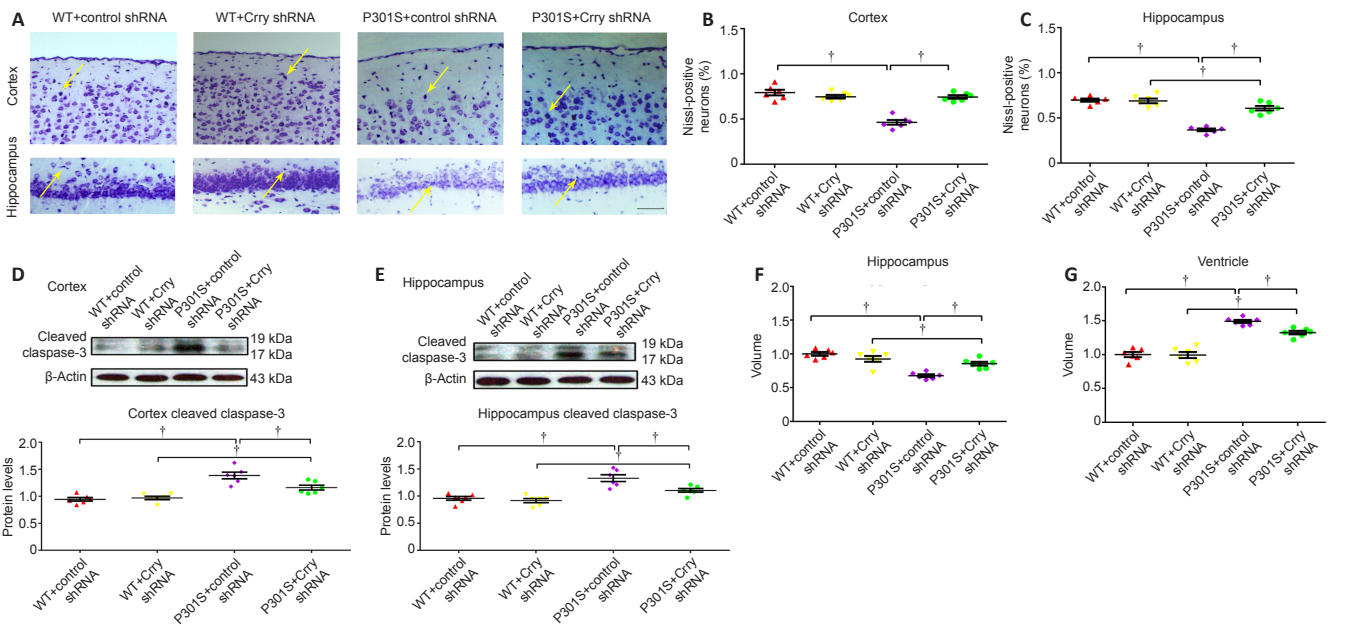 A
WT+control shRNA
WT+Crry shRNA
P301S+control shRNA
P301S+Crry shRNA
Cortex
Hippocampus
B
Cortex
Nissl-positive
neurons (%)
1.5
1.0
0.5
0
†
†
WT+control
shRNA
WT+Crry
shRNA
P301S+control
shRNA
P301S+Crry
shRNA
C
Hippocampus
Nissl-positive
neurons (%)
1.5
1.0
0.5
0
†
†
†
WT+control
shRNA
WT+Crry
shRNA
P301S+control
shRNA
P301S+Crry
shRNA
D
Cortex
WT+control
shRNA
WT+Crry
shRNA
P301S+control
shRNA
P301S+Crry
shRNA
Cleaved
claspase-3
19 kDa
17 kDa
β-Actin
43 kDa
Cortex cleaved claspase-3
Protein levels
2.0
1.5
1.0
0.5
0
†
†
†
WT+control
shRNA
WT+Crry
shRNA
P301S+control
shRNA
P301S+Crry
shRNA
E
Hippocampus
WT+control
shRNA
WT+Crry
shRNA
P301S+control
shRNA
P301S+Crry
shRNA
Cleaved
claspase-3
19 kDa
17 kDa
β-Actin
43 kDa
Hippocampus cleaved claspase-3
Protein levels
2.0
1.5
1.0
0.5
0
†
†
†
WT+control
shRNA
WT+Crry
shRNA
P301S+control
shRNA
P301S+Crry
shRNA
F
Hippocampus
Volume
2.0
1.5
1.0
0.5
0
†
†
†
WT+control
shRNA
WT+Crry
shRNA
P301S+control
shRNA
P301S+Crry
shRNA
G
Ventricle
Volume
2.0
1.5
1.0
0.5
0
†
†
†
WT+control
shRNA
WT+Crry
shRNA
P301S+control
shRNA
P301S+Crry
shRNA